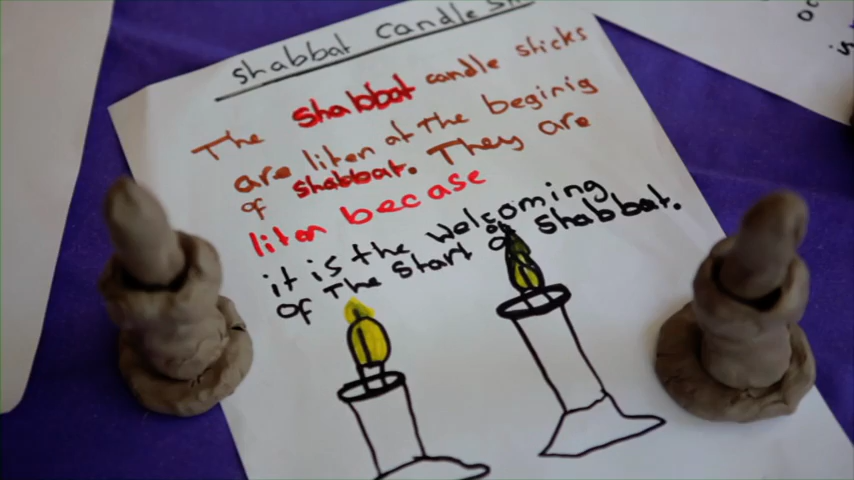 shabbat candle
The shabbat candle sticks
are liten at the beginig
of shabbat. They are
liten becase
it is the welcoming
of The start of shabbat.